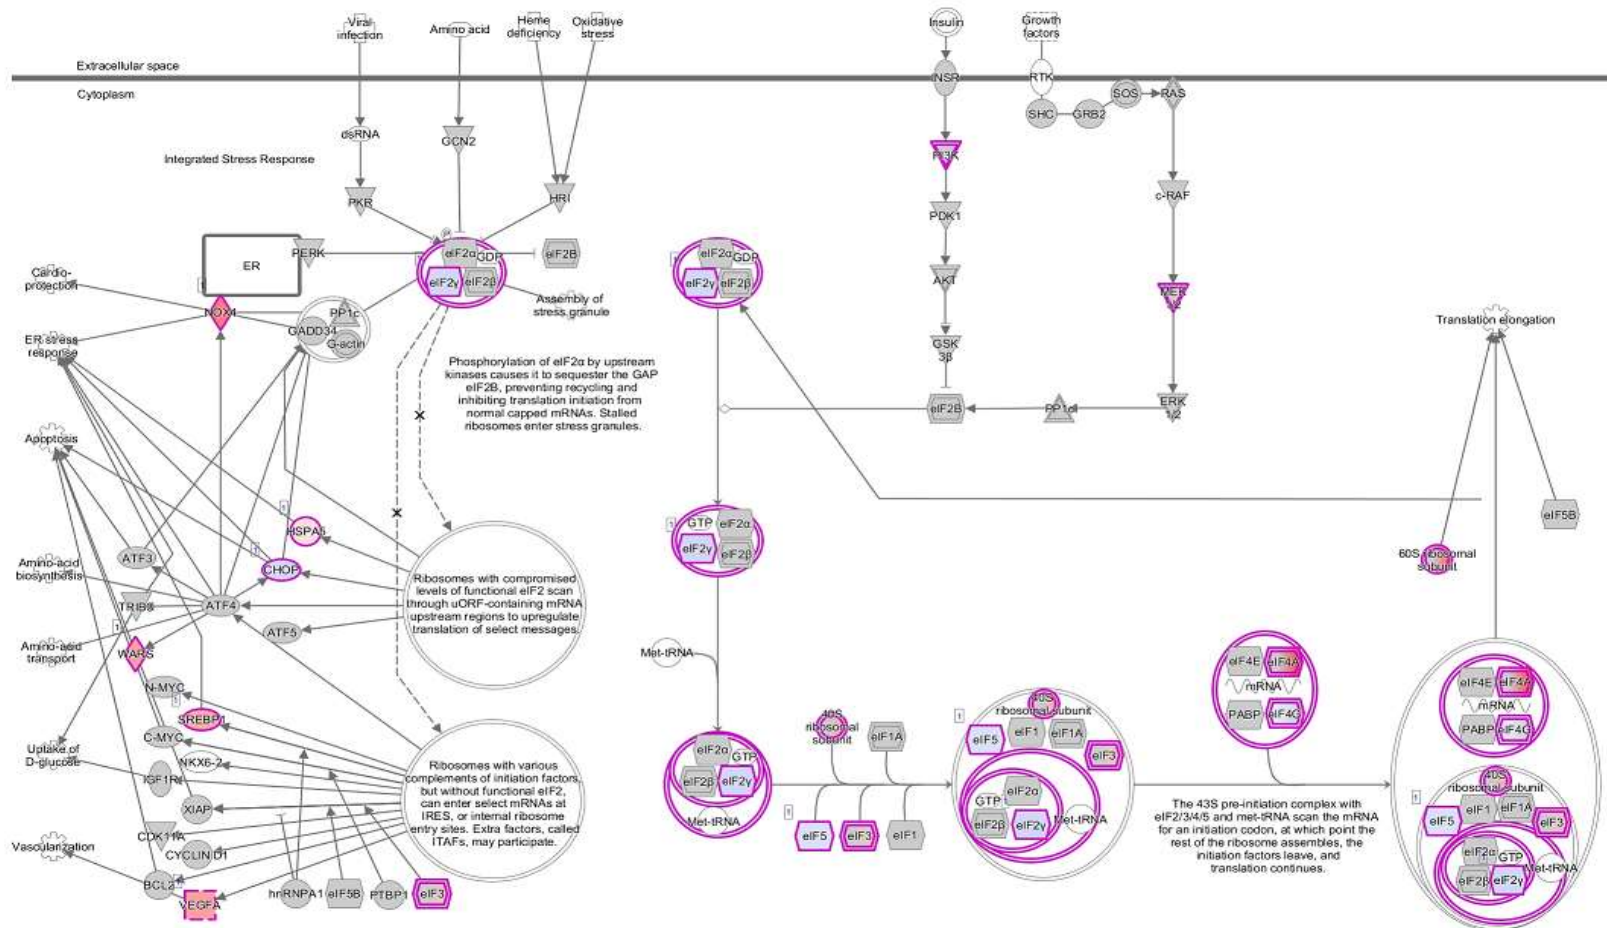 Viral
infection
Amino acid
Heme
deficiency
Oxidative
stress
Insulin
Growth
factors
Extracellular space
Cytoplasm
INSR
RTK
SHC
GRB2
SOS
RAS
dsRNA
GCN2
Integrated Stress Response
PKR
HRI
PI3K
PDK1
c-RAF
AKT
MEK
1/2
GSK
3β
ERK
1/2
eIF2B
ER
PERK
eIF2α
GDP
eIF2γ
eIF2β
eIF2B
Assembly of
stress granule
eIF2α
GDP
eIF2γ
eIF2β
Cardio-
protection
NOX4
PP1c
GADD34
G-actin
ER stress
response
Translation elongation
Phosphorylation of eIF2α by upstream
kinases causes it to sequester the GAP
eIF2B, preventing recycling and
inhibiting translation initiation from
normal capped mRNAs. Stalled
ribosomes enter stress granules.
Apoptosis
HSPA5
ATF3
CHOP
Amino-acid
biosynthesis
TRIB3
ATF4
ATF5
Amino-acid
transport
WARS
Ribosomes with compromised
levels of functional eIF2 scan
through uORF-containing mRNA
upstream regions to upregulate
translation of select messages.
GTP
eIF2α
eIF2γ
eIF2β
eIF5B
60S ribosomal
subunit
Met-tRNA
N-MYC
SREBP1
C-MYC
NKX6-2
Uptake of
D-glucose
IGF1R
XIAP
CDK11A
CYCLIN D1
Vascularization
BCL2
VEGFA
hnRNPA1
eIF5B
PTBP1
eIF3
Ribosomes with various
complements of initiation factors,
but without functional eIF2,
can enter select mRNAs at
IRES, or internal ribosome
entry sites. Extra factors, called
ITAFs, may participate.
eIF2α
GTP
eIF2β
eIF2γ
Met-tRNA
40S
ribosomal
subunit
eIF1A
eIF5
eIF3
eIF1
40S
ribosomal subunit
eIF5
eIF1
eIF1A
eIF3
GTP
eIF2α
eIF2β
eIF2γ
Met-tRNA
eIF4E
eIF4A
mRNA
PABP
eIF4G
The 43S pre-initiation complex with
eIF2/3/4/5 and met-tRNA scan the mRNA
for an initiation codon, at which point the
rest of the ribosome assembles, the
initiation factors leave, and
translation continues.
eIF4E
eIF4A
mRNA
PABP
eIF4G
40S
ribosomal subunit
eIF5
eIF1
eIF1A
eIF3
eIF2α
GTP
eIF2β
eIF2γ
Met-tRNA